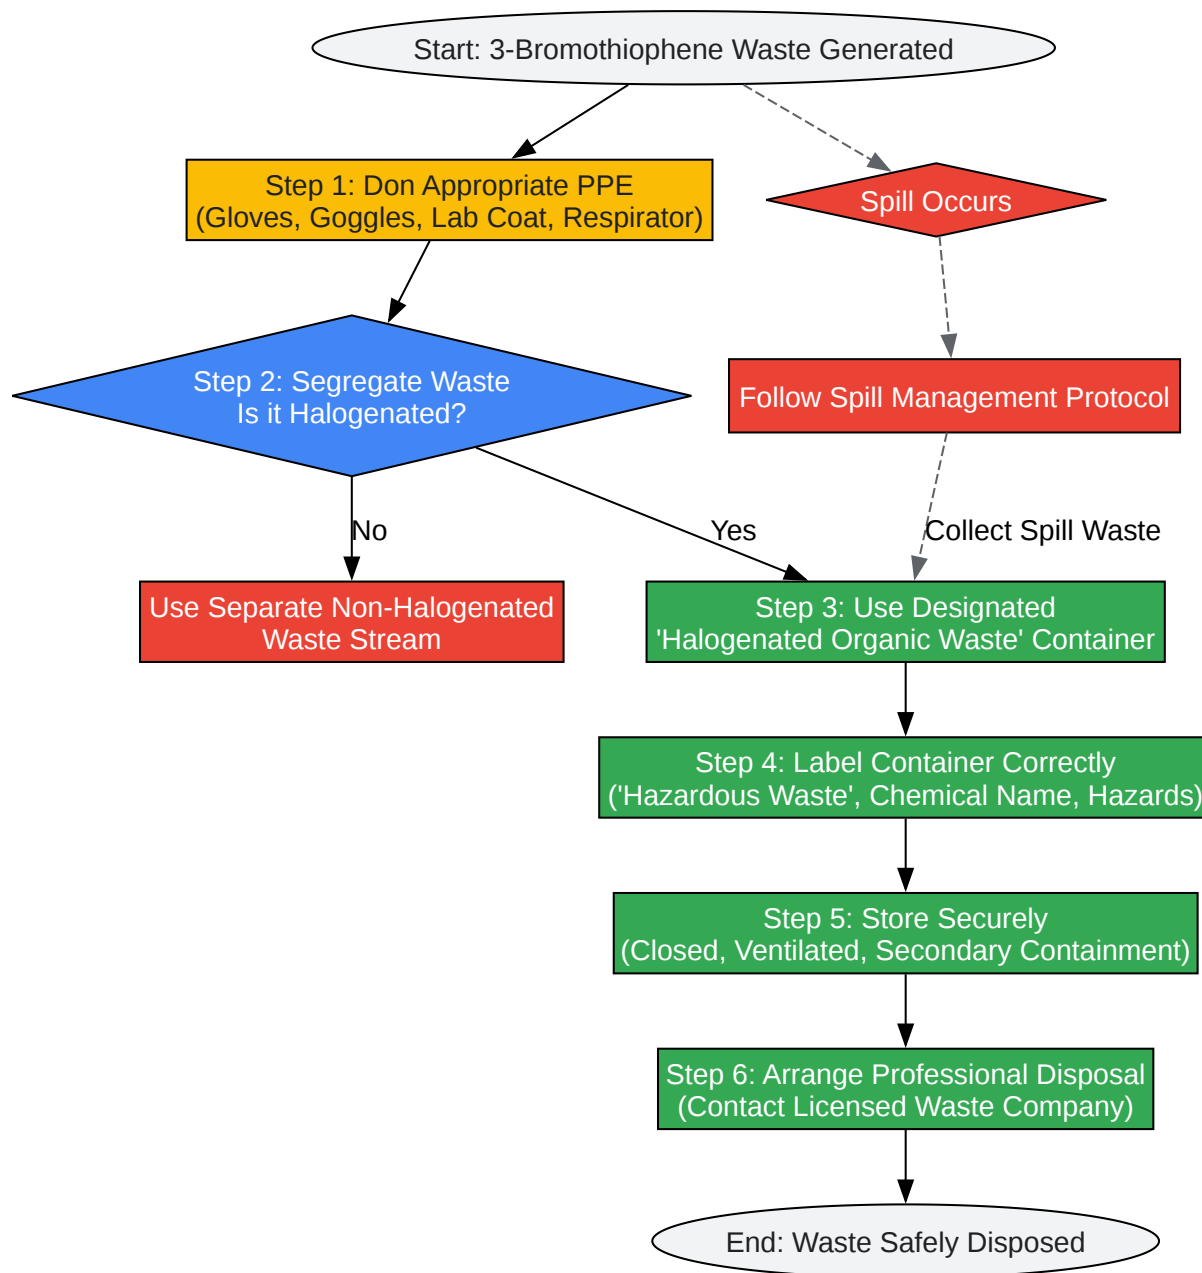 Start: 3-Bromothiophene Waste Generated
Step 1: Don Appropriate PPE
(Gloves, Goggles, Lab Coat, Respirator)
Spill Occurs
Step 2: Segregate Waste
Is it Halogenated?
Follow Spill Management Protocol
No
Yes
Collect Spill Waste
Use Separate Non-Halogenated
Waste Stream
Step 3: Use Designated
'Halogenated Organic Waste' Container
Step 4: Label Container Correctly
('Hazardous Waste', Chemical Name, Hazards)
Step 5: Store Securely
(Closed, Ventilated, Secondary Containment)
Step 6: Arrange Professional Disposal
(Contact Licensed Waste Company)
End: Waste Safely Disposed